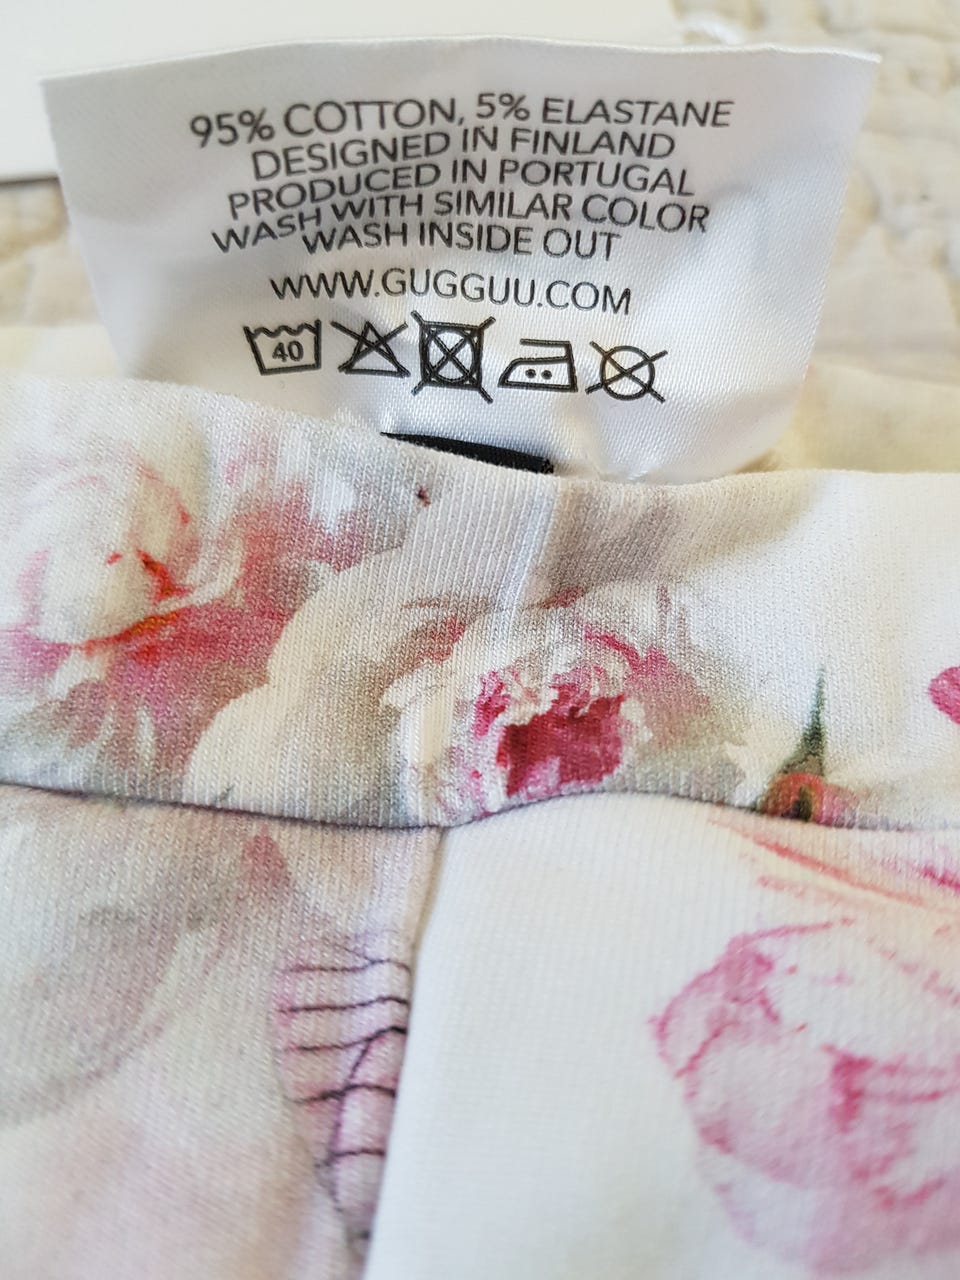 95% COTTON, 5% ELASTANE
DESIGNED IN FINLAND
PRODUCED IN PORTUGAL
WASH WITH SIMILAR COLOR
WASH INSIDE OUT
WWW.GUGGUU.COM
40